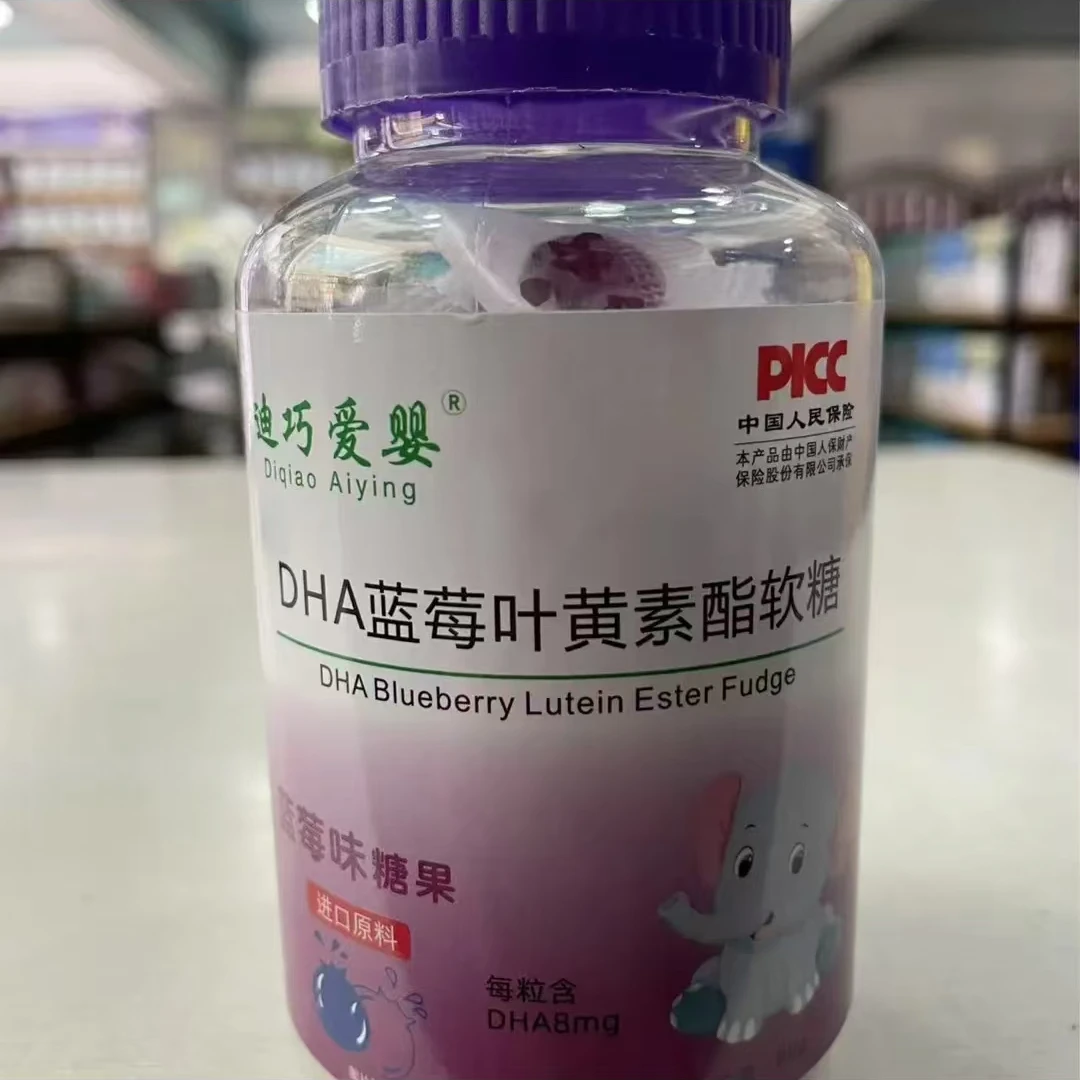 PICC
中国人民保险
本产品由中国人保财产
保险股份有限公司承保
迪巧爱婴®
Diqiao Aiying
DHA蓝莓叶黄素酯软糖
DHA Blueberry Lutein Ester Fudge
蓝莓味糖果
进口原料
每粒含
DHA8mg